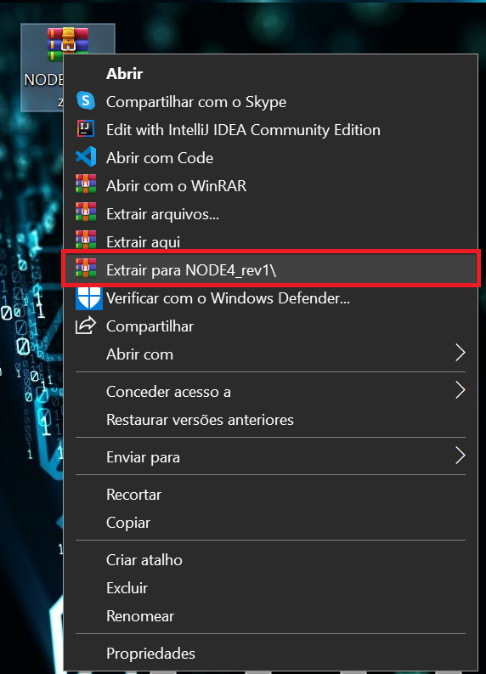 NODE
z
Abrir
Compartilhar com o Skype
Edit with IntelliJ IDEA Community Edition
Abrir com Code
Abrir com o WinRAR
Extrair arquivos...
Extrair aqui
Extrair para NODE4_rev1\
Verificar com o Windows Defender...
Compartilhar
Abrir com
Conceder acesso a
Restaurar versões anteriores
Enviar para
Recortar
Copiar
Criar atalho
Excluir
Renomear
Propriedades